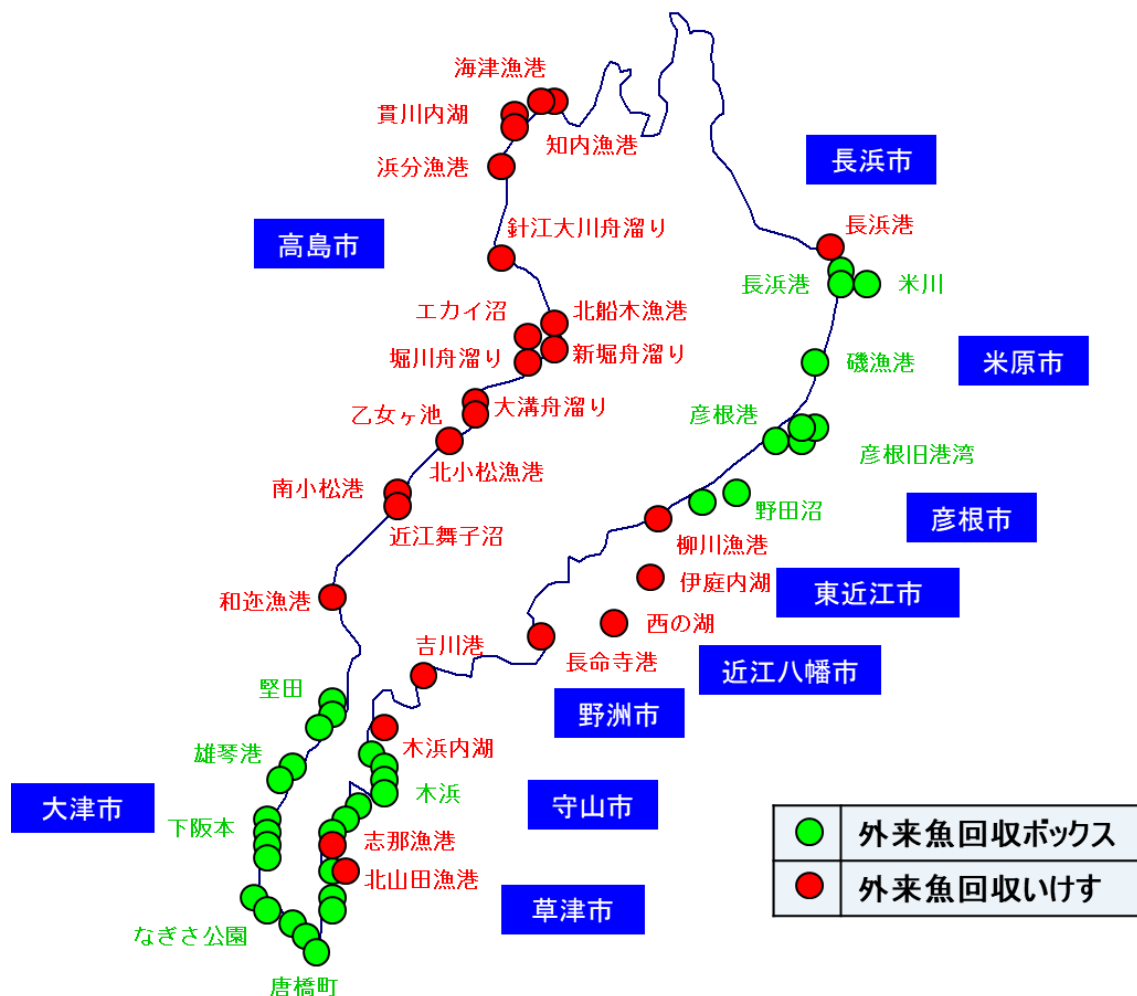 海津漁港
貫川内湖
知内漁港
浜分漁港
長浜市
針江大川舟溜り
長浜港
高島市
長浜港
米川
エカイ沼
北船木漁港
堀川舟溜り
新堀舟溜り
磯漁港
米原市
乙女ヶ池
大溝舟溜り
彦根港
彦根旧港湾
北小松漁港
南小松港
近江舞子沼
野田沼
彦根市
柳川漁港
伊庭内湖
東近江市
和迩漁港
西の湖
吉川港
長命寺港
近江八幡市
堅田
野洲市
雄琴港
木浜内湖
木浜
大津市
守山市
下阪本
志那漁港
外来魚回収ボックス
北山田漁港
外来魚回収いけす
草津市
なぎさ公園
唐橋町